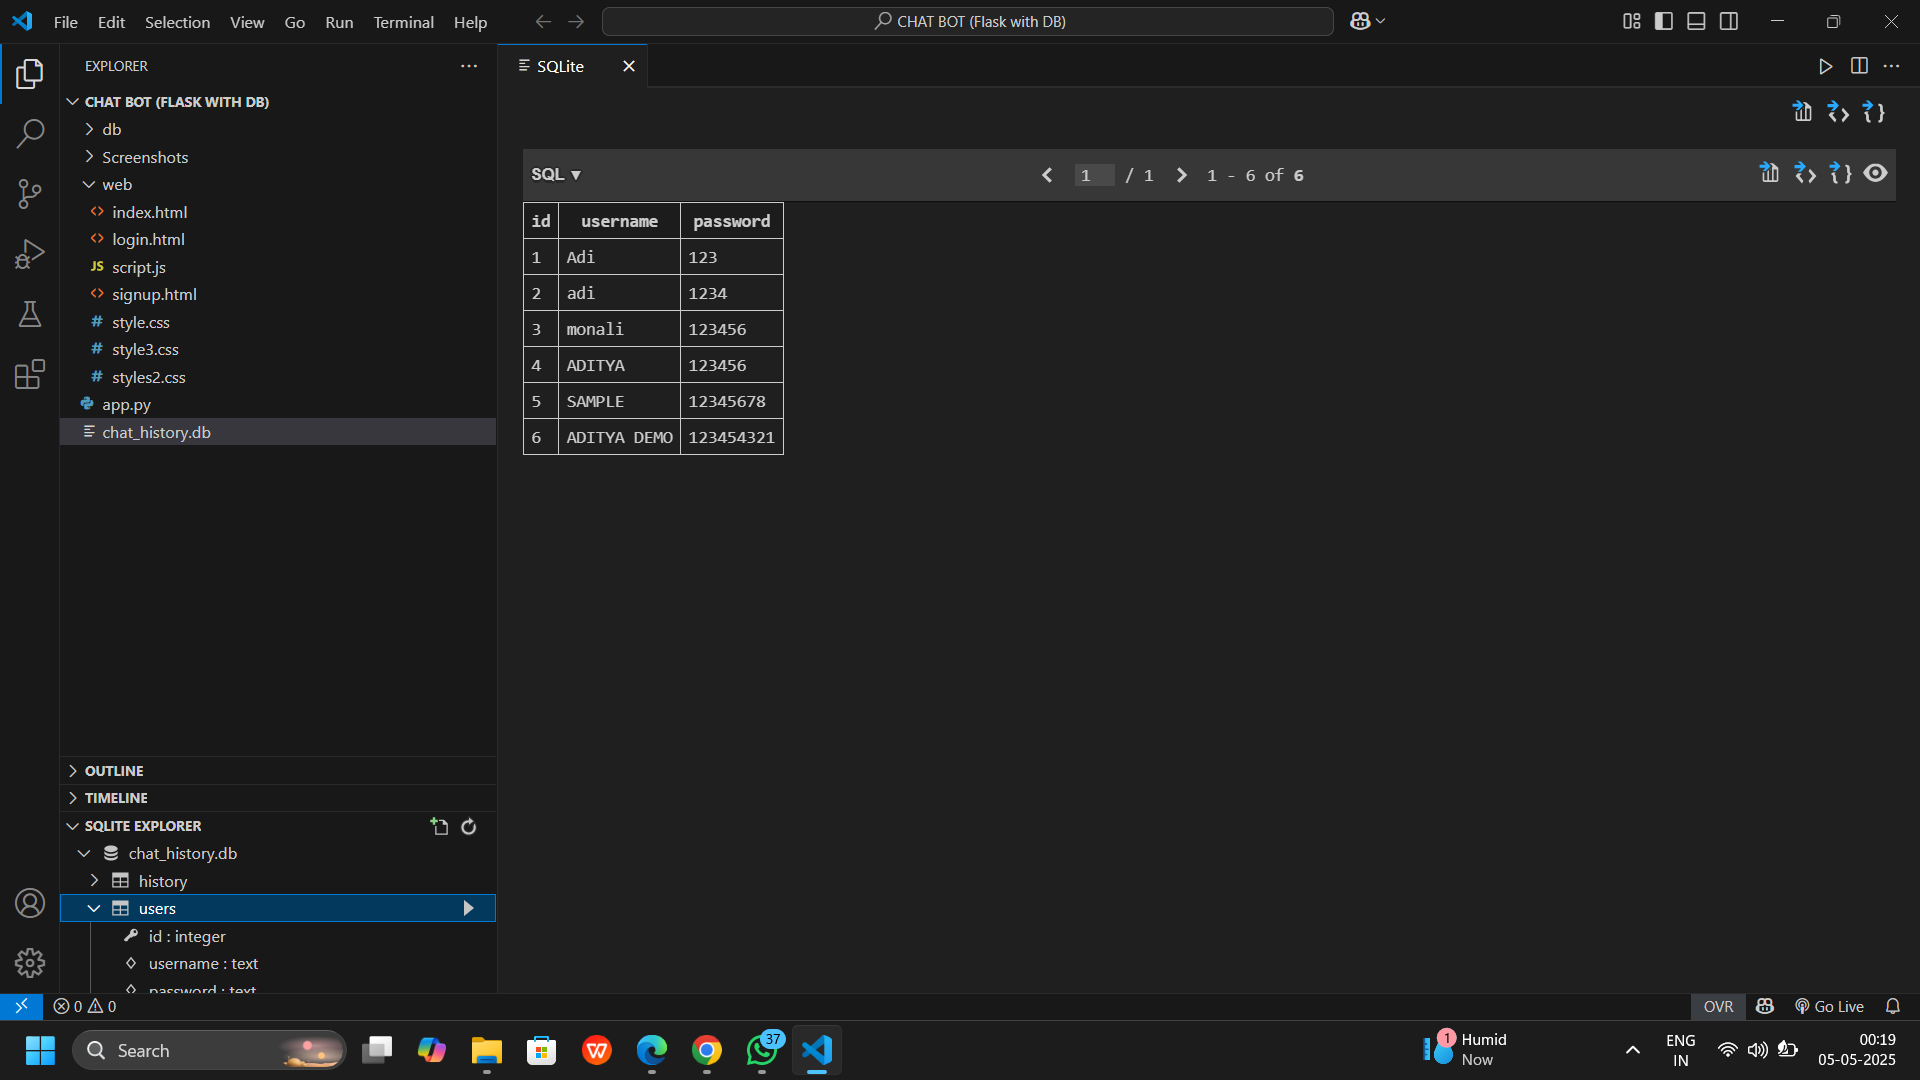 File Edit Selection View Go Run Terminal Help
CHAT BOT (Flask with DB)
EXPLORER
CHAT BOT (FLASK WITH DB)
db
Screenshots
web
index.html
login.html
JS script.js
signup.html
# style.css
# style3.css
# styles2.css
app.py
chat_history.db
OUTLINE
TIMELINE
SQLITE EXPLORER
chat_history.db
history
users
id : integer
username : text
password : text
SQLite
SQL ▼
1 / 1 1 - 6 of 6
id username password
1 Adi 123
2 adi 1234
3 monali 123456
4 ADITYA 123456
5 SAMPLE 12345678
6 ADITYA DEMO 123454321
0 0
OVR
Go Live
Search
37
1
Humid
Now
ENG
IN
00:19
05-05-2025